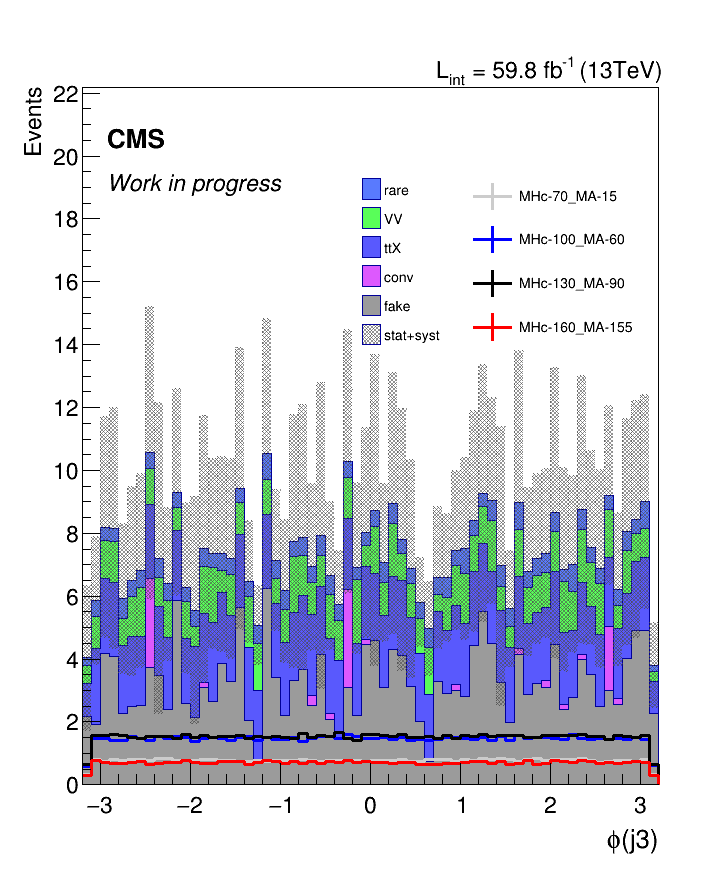 L_int = 59.8 fb^-1 (13TeV)
Events
CMS
Work in progress
rare
VV
ttX
conv
fake
stat+syst
MHc-70_MA-15
MHc-100_MA-60
MHc-130_MA-90
MHc-160_MA-155
22
20
18
16
14
12
10
8
6
4
2
0
−3 −2 −1 0 1 2 3
ϕ(j3)